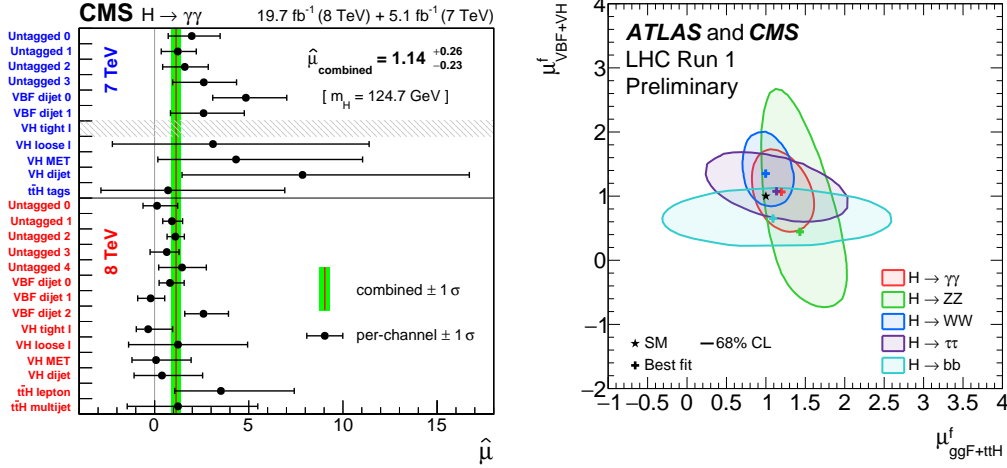 CMS H → γγ 19.7 fb⁻¹ (8 TeV) + 5.1 fb⁻¹ (7 TeV)
Untagged 0
Untagged 1
Untagged 2
Untagged 3
VBF dijet 0
VBF dijet 1
VH tight l
VH loose l
VH MET
VH dijet
tt̄H tags
7 TeV
Untagged 0
Untagged 1
Untagged 2
Untagged 3
Untagged 4
VBF dijet 0
VBF dijet 1
VBF dijet 2
VH tight l
VH loose l
VH MET
VH dijet
tt̄H lepton
tt̄H multijet
8 TeV
μ̂combined = 1.14 +0.26 −0.23
[ mH = 124.7 GeV ]
combined ± 1 σ
per-channel ± 1 σ
0 5 10 15
μ̂
μfVBF+VH
4
3
2
1
0
−1
−2
ATLAS and CMS
LHC Run 1
Preliminary
SM
68% CL
Best fit
H → γγ
H → ZZ
H → WW
H → ττ
H → bb
−1 −0.5 0 0.5 1 1.5 2 2.5 3 3.5 4
μfggF+ttH